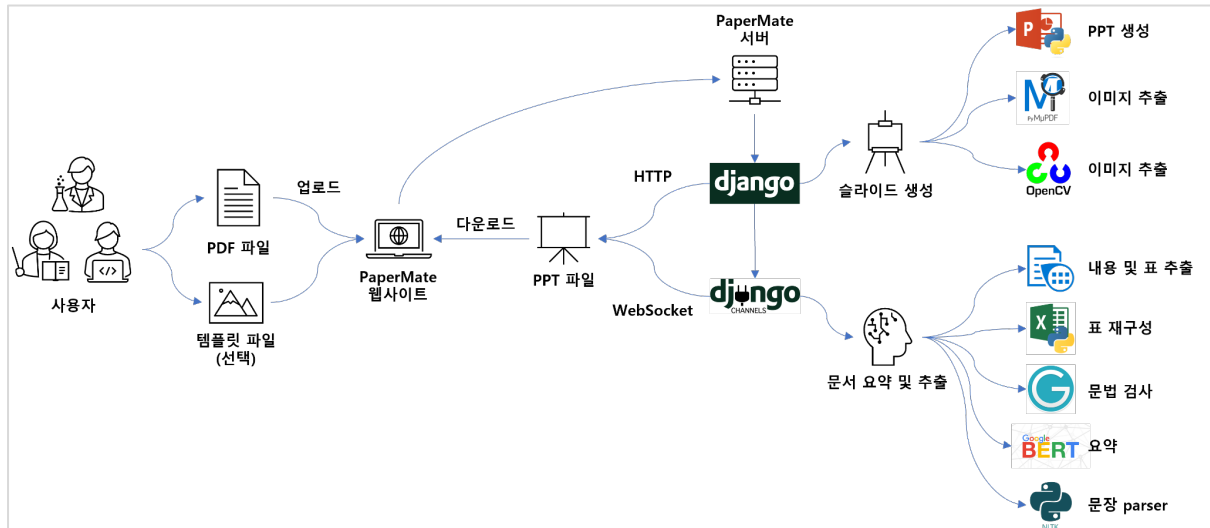 사용자
PDF 파일
템플릿 파일
(선택)
업로드
PaperMate
웹사이트
다운로드
PPT 파일
HTTP
WebSocket
PaperMate
서버
django
django
CHANNELS
슬라이드 생성
문서 요약 및 추출
P
PPT 생성
M
PyMuPDF
이미지 추출
OpenCV
이미지 추출
내용 및 표 추출
X
표 재구성
G
문법 검사
Google
BERT
요약
NLTK
문장 parser